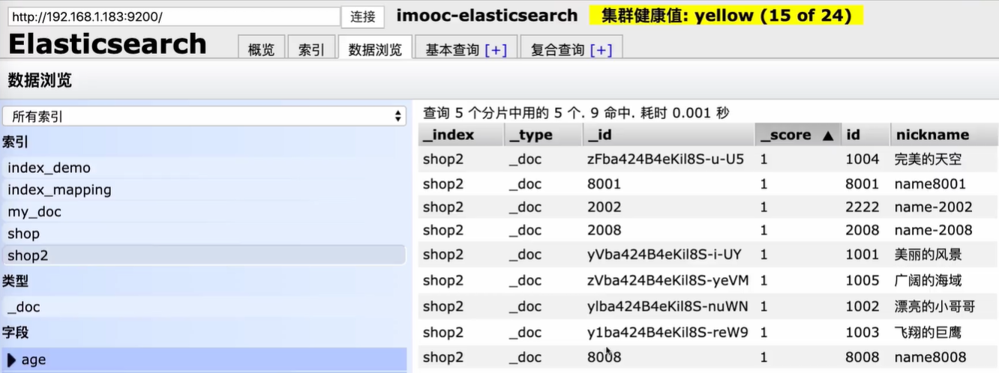 http://192.168.1.183:9200/ 连接 imooc-elasticsearch 集群健康值: yellow (15 of 24)
Elasticsearch 概览 索引 数据浏览 基本查询 [+] 复合查询 [+]
数据浏览
所有索引
索引
index_demo
index_mapping
my_doc
shop
shop2
类型
_doc
字段
age
查询 5 个分片中用的 5 个. 9 命中. 耗时 0.001 秒
_index _type _id _score ▲ id nickname
shop2 _doc zFba424B4eKil8S-u-U5 1 1004 完美的天空
shop2 _doc 8001 1 8001 name8001
shop2 _doc 2002 1 2222 name-2002
shop2 _doc 2008 1 2008 name-2008
shop2 _doc yVba424B4eKil8S-i-UY 1 1001 美丽的风景
shop2 _doc zVba424B4eKil8S-yeVM 1 1005 广阔的海域
shop2 _doc ylba424B4eKil8S-nuWN 1 1002 漂亮的小哥哥
shop2 _doc y1ba424B4eKil8S-reW9 1 1003 飞翔的巨鹰
shop2 _doc 8008 1 8008 name8008